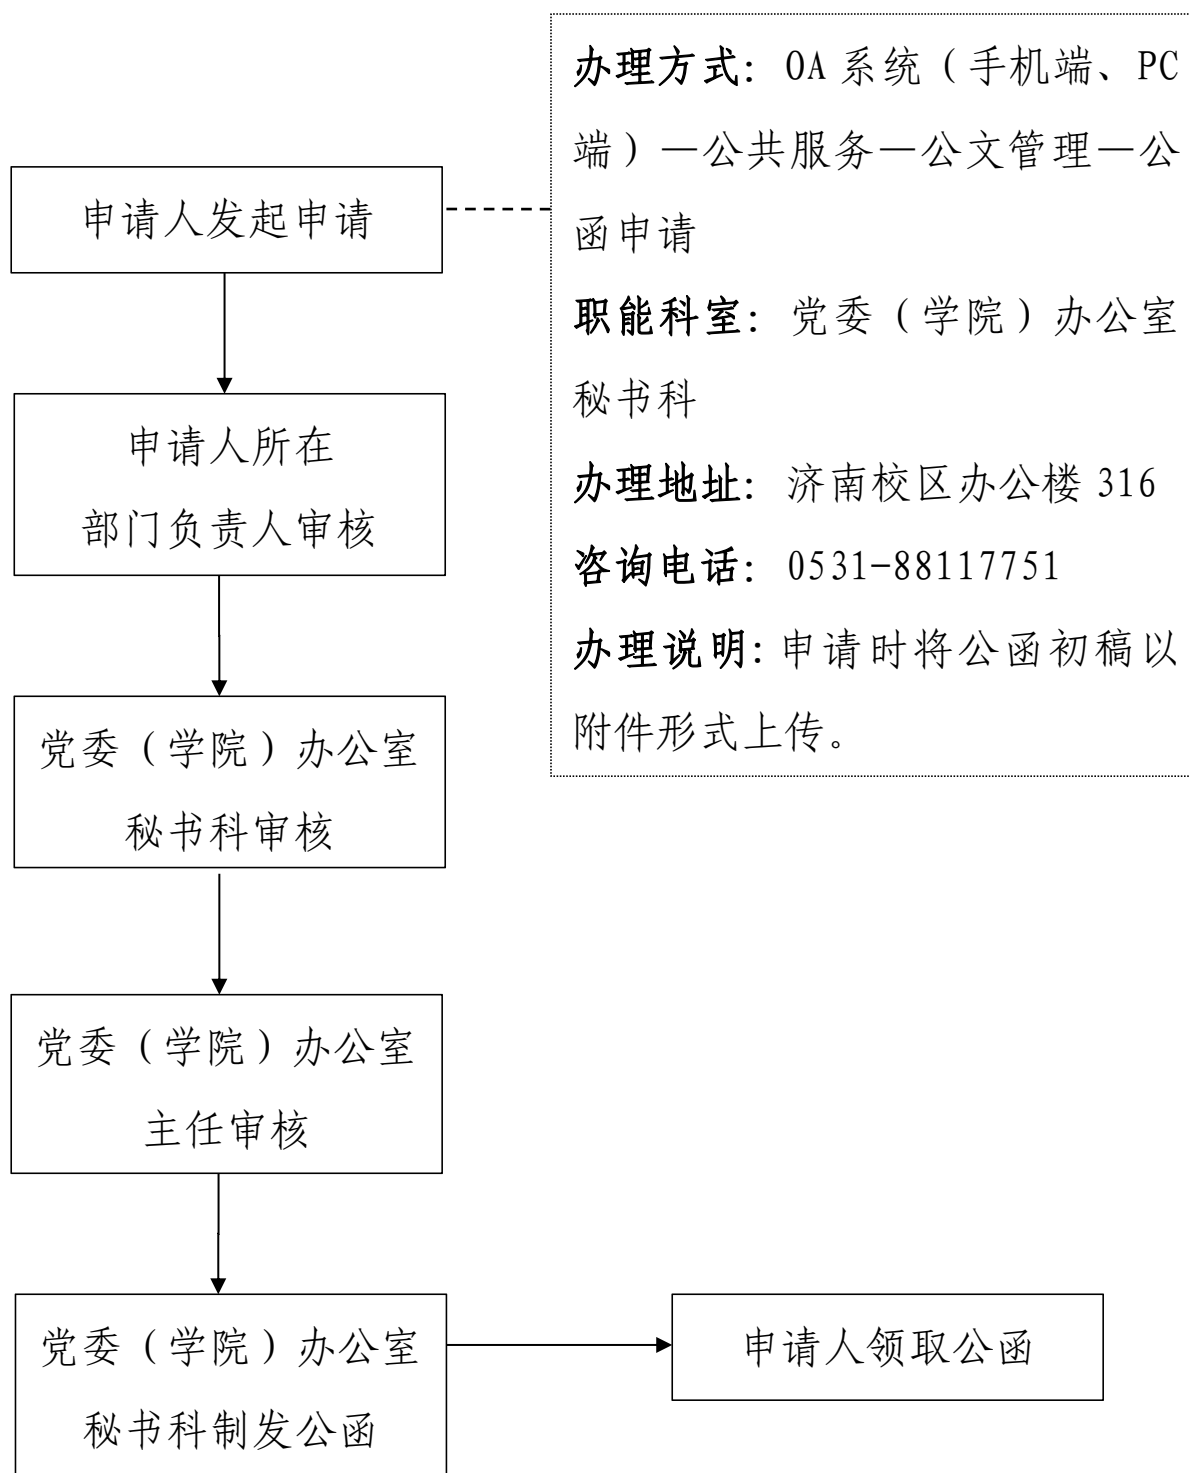 申请人发起申请
办理方式：OA 系统（手机端、PC
端）—公共服务—公文管理—公
函申请
职能科室：党委（学院）办公室
秘书科
办理地址：济南校区办公楼 316
咨询电话：0531-88117751
办理说明：申请时将公函初稿以
附件形式上传。
申请人所在
部门负责人审核
党委（学院）办公室
秘书科审核
党委（学院）办公室
主任审核
党委（学院）办公室
秘书科制发公函
申请人领取公函